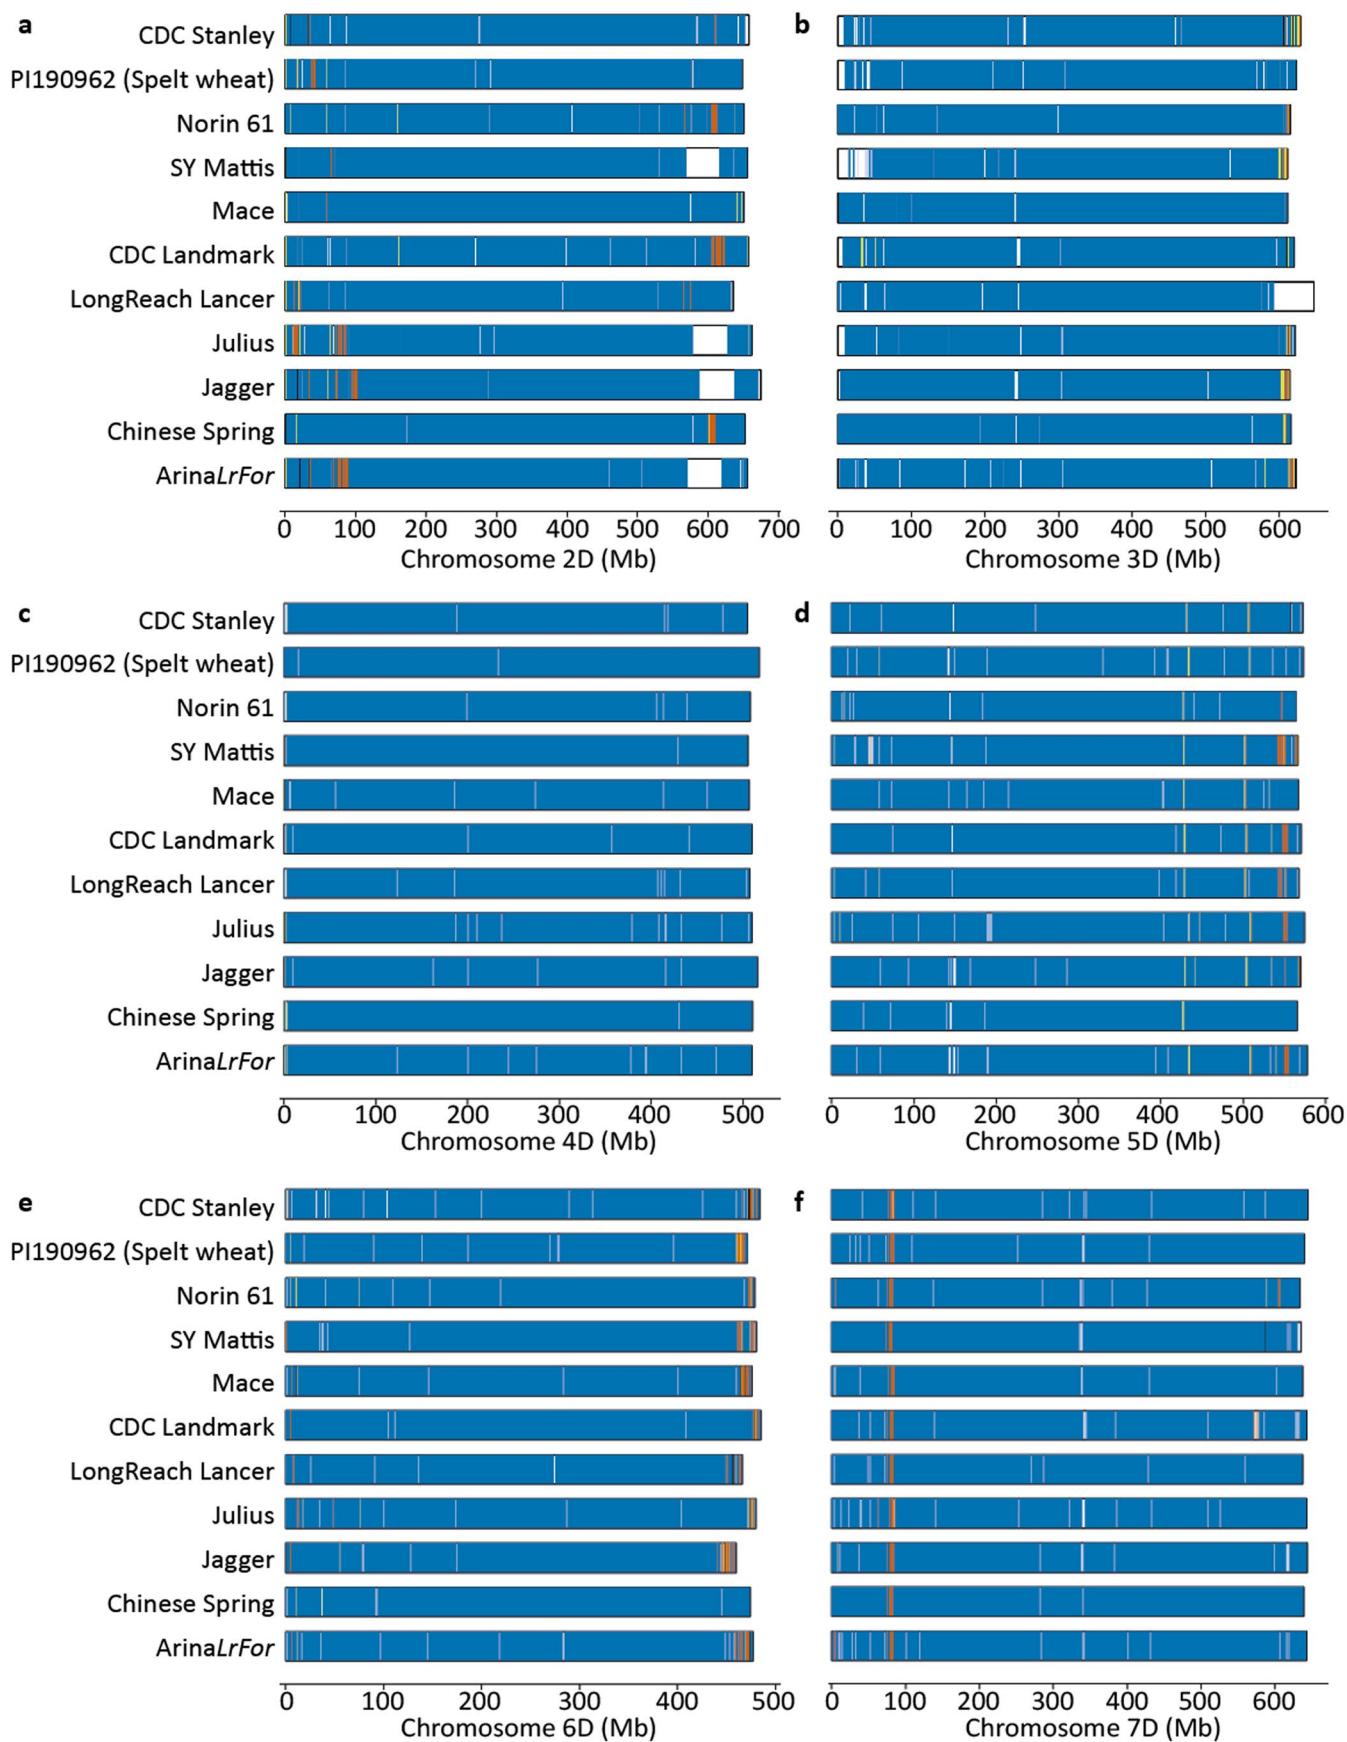 a
CDC Stanley
PI190962 (Spelt wheat)
Norin 61
SY Mattis
Mace
CDC Landmark
LongReach Lancer
Julius
Jagger
Chinese Spring
ArinaLrFor
0 100 200 300 400 500 600 700
Chromosome 2D (Mb)
b
0 100 200 300 400 500 600
Chromosome 3D (Mb)
c
CDC Stanley
PI190962 (Spelt wheat)
Norin 61
SY Mattis
Mace
CDC Landmark
LongReach Lancer
Julius
Jagger
Chinese Spring
ArinaLrFor
0 100 200 300 400 500
Chromosome 4D (Mb)
d
0 100 200 300 400 500 600
Chromosome 5D (Mb)
e
CDC Stanley
PI190962 (Spelt wheat)
Norin 61
SY Mattis
Mace
CDC Landmark
LongReach Lancer
Julius
Jagger
Chinese Spring
ArinaLrFor
0 100 200 300 400 500
Chromosome 6D (Mb)
f
0 100 200 300 400 500 600
Chromosome 7D (Mb)